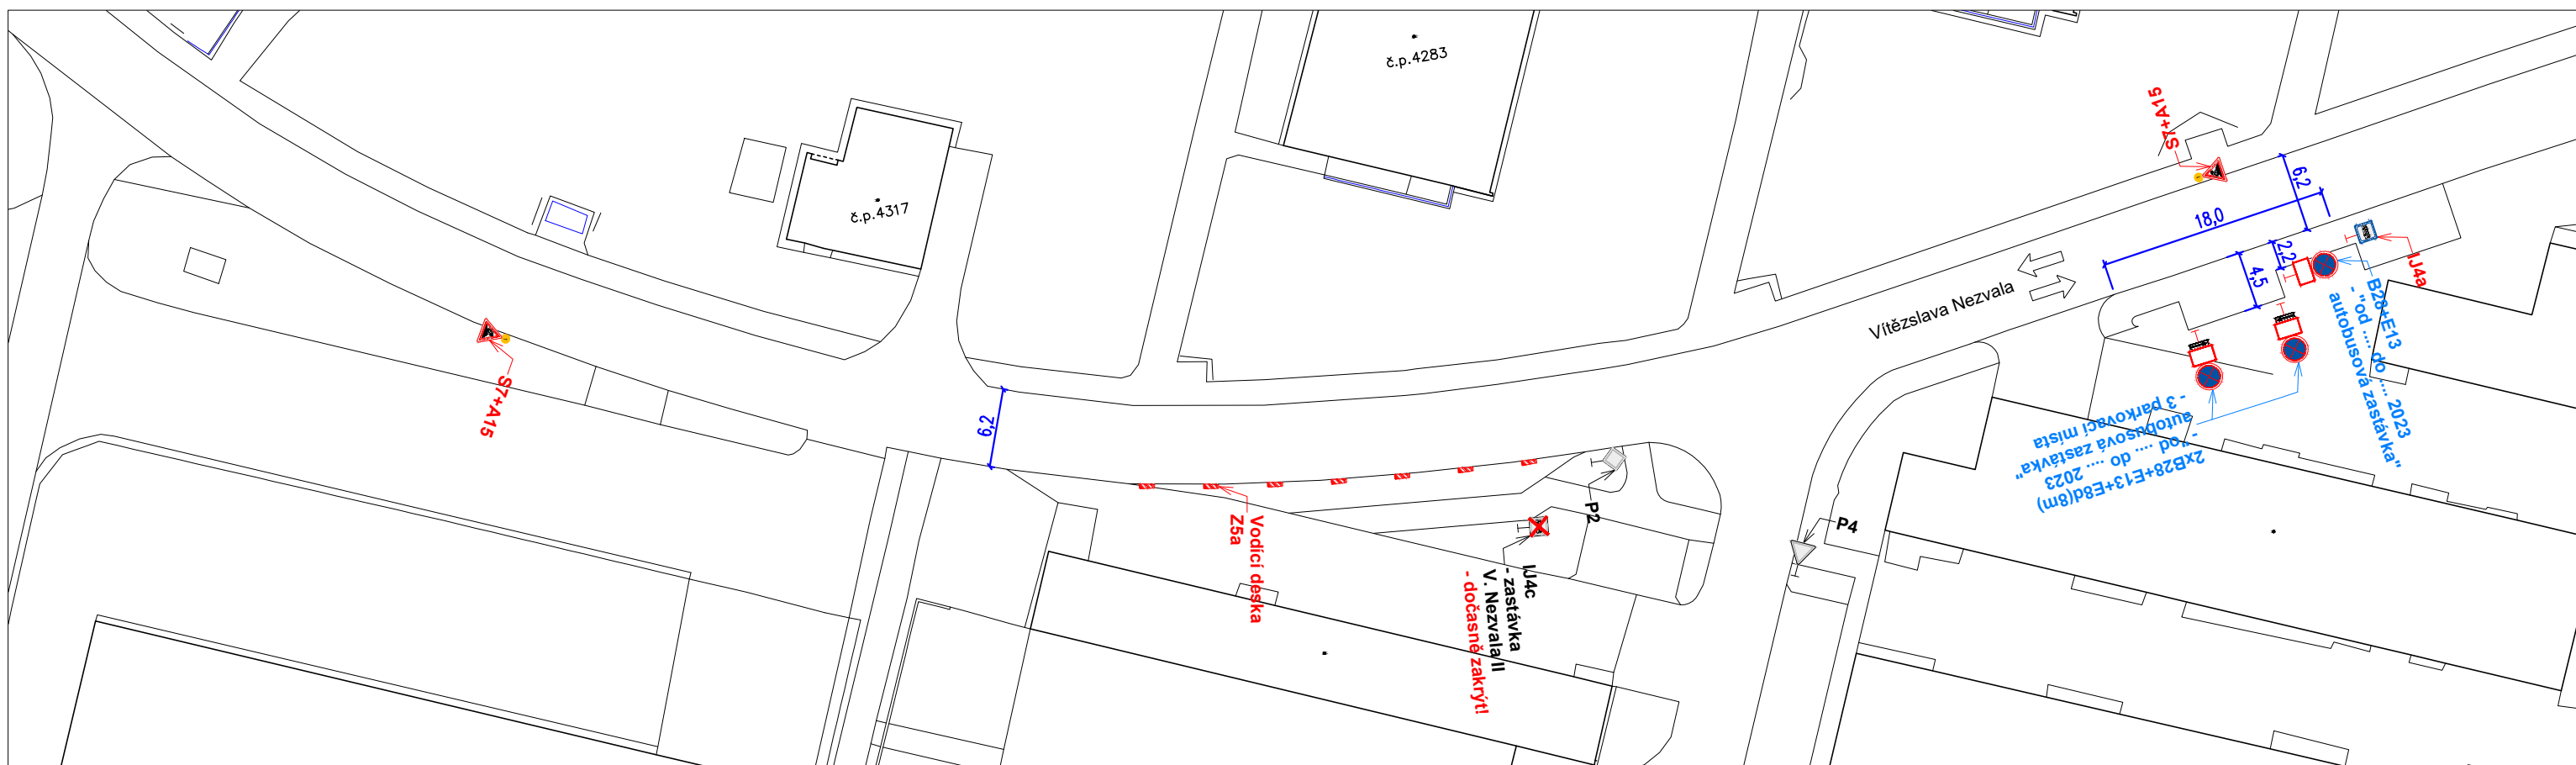 č.p.4283
č.p.4317
S7+A15
S7+A15
6,2
18,0
2,2
4,5
IJ4a
B28+E13
- "od .... do .... 2023
autobusová zastávka"
2xB28+E13+E8d(8m)
- "od .... do .... 2023
autobusová zastávka"
- 3 parkovací místa
Vítězslava Nezvala
6,2
Vodící deska
Z5a
P2
P4
IJ4c
- zastávka
V. Nezvala II
- dočasně zakrýt!